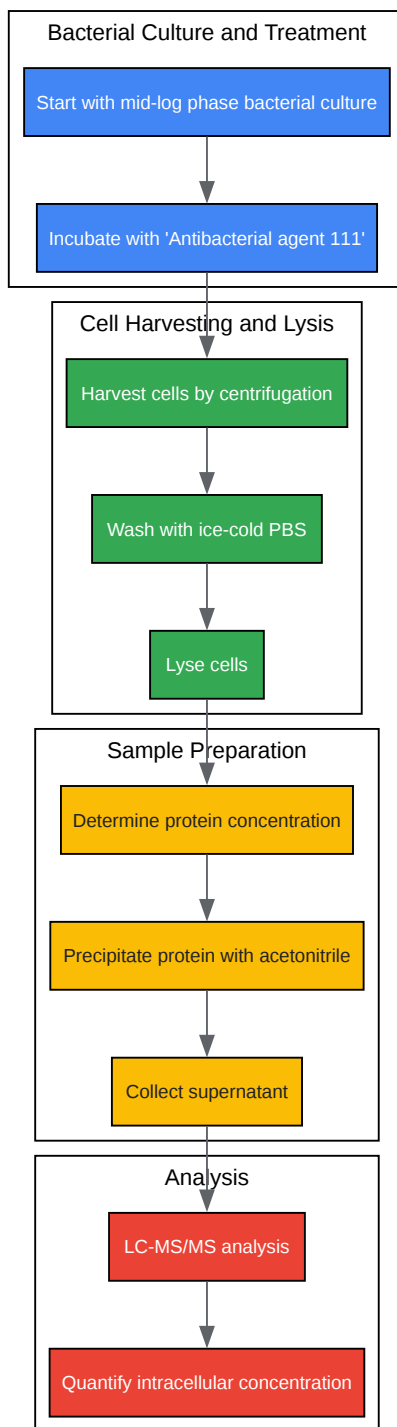 Bacterial Culture and Treatment
Start with mid-log phase bacterial culture
Incubate with 'Antibacterial agent 111'
Cell Harvesting and Lysis
Harvest cells by centrifugation
Wash with ice-cold PBS
Lyse cells
Sample Preparation
Determine protein concentration
Precipitate protein with acetonitrile
Collect supernatant
Analysis
LC-MS/MS analysis
Quantify intracellular concentration